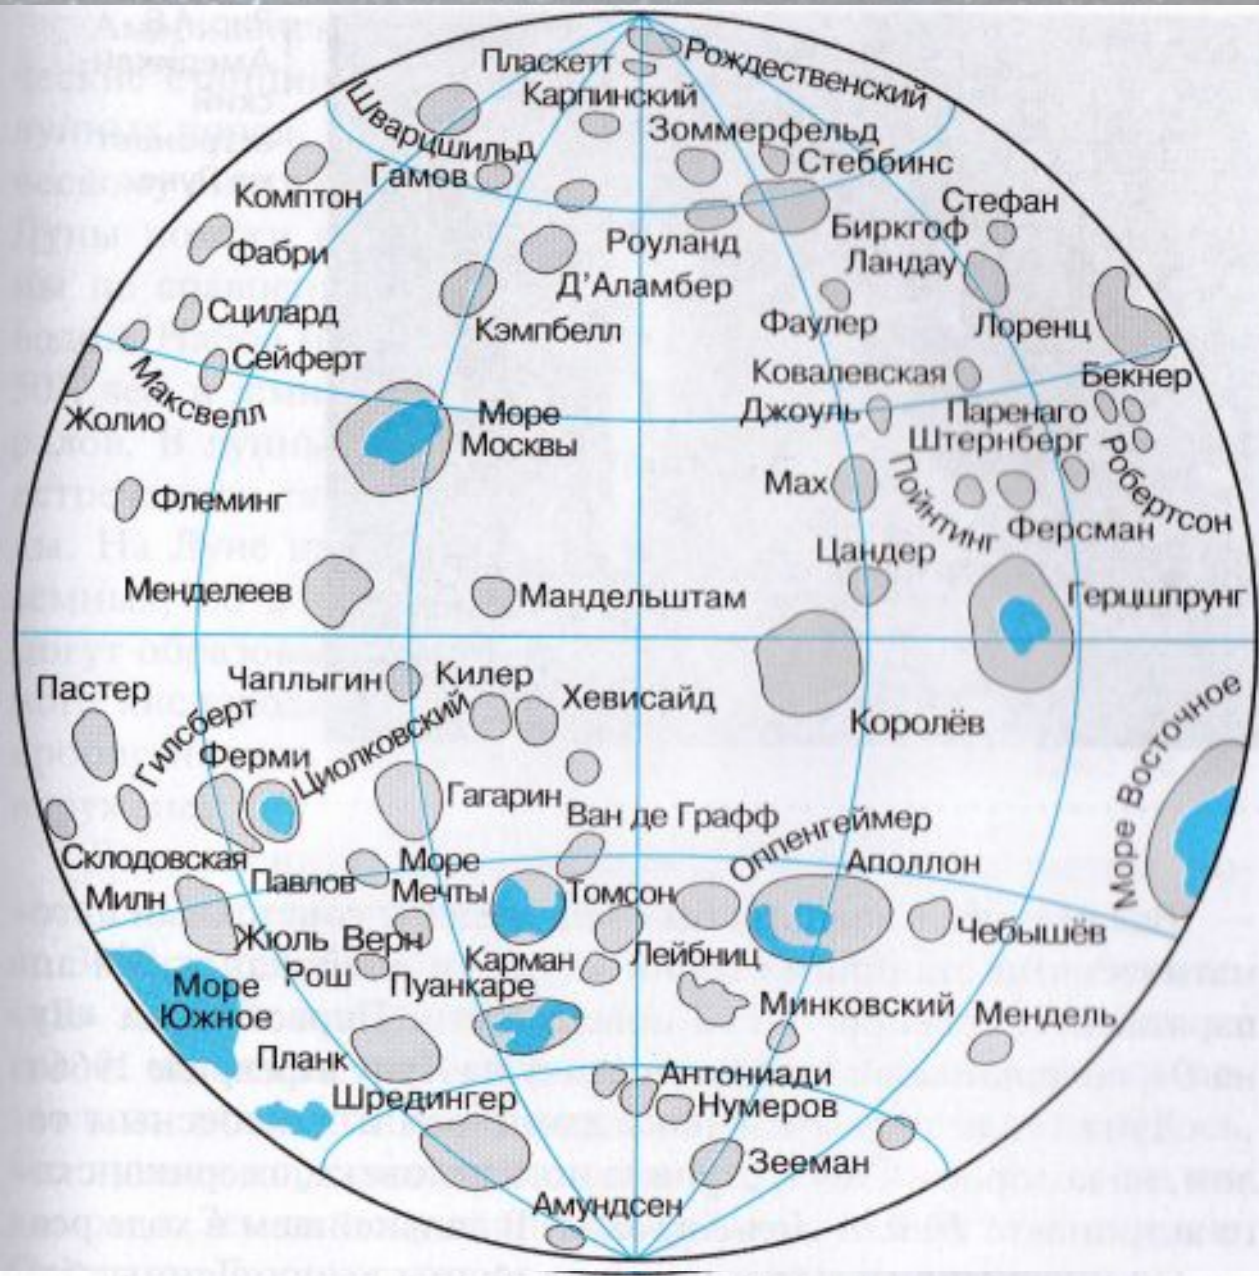 Пласкетт
Рождественский
Карпинский
Шварцшильд
Зоммерфельд
Стеббинс
Гамов
Комптон
Стефан
Биркгоф
Роуланд
Фабри
Ландау
Д’Аламбер
Сцилард
Кэмпбелл
Фаулер
Лоренц
Сейферт
Ковалевская
Бекнер
Максвелл
Жолио
Море
Москвы
Джоуль
Паренаго
Штернберг
Робертсон
Мах
Пойнтинг
Флеминг
Ферсман
Цандер
Менделеев
Мандельштам
Герцшпрунг
Пастер
Чаплыгин
Килер
Хевисайд
Королёв
Гилсберт
Ферми
Циолковский
Гагарин
Море Восточное
Ван де Графф
Оппенгеймер
Склодовская
Павлов
Море
Мечты
Аполлон
Милн
Томсон
Чебышёв
Жюль Верн
Карман
Лейбниц
Рош
Пуанкаре
Море
Южное
Минковский
Мендель
Планк
Антониади
Шредингер
Нумеров
Зееман
Амундсен